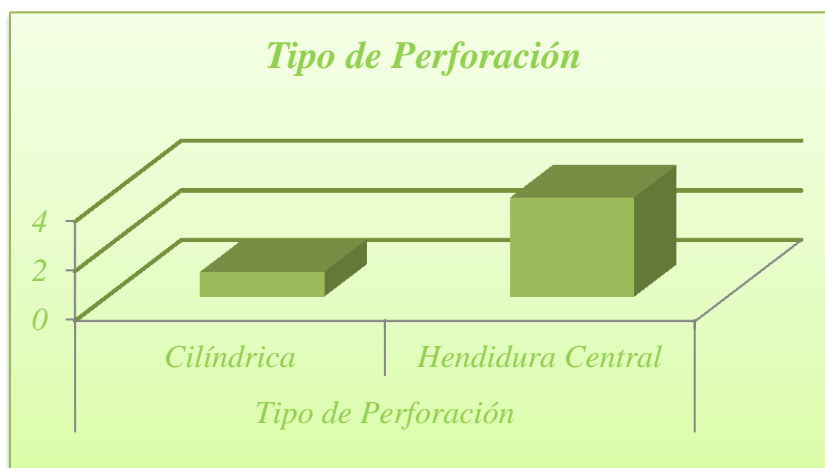 Tipo de Perforación
4
2
0
Cilíndrica Hendidura Central
Tipo de Perforación